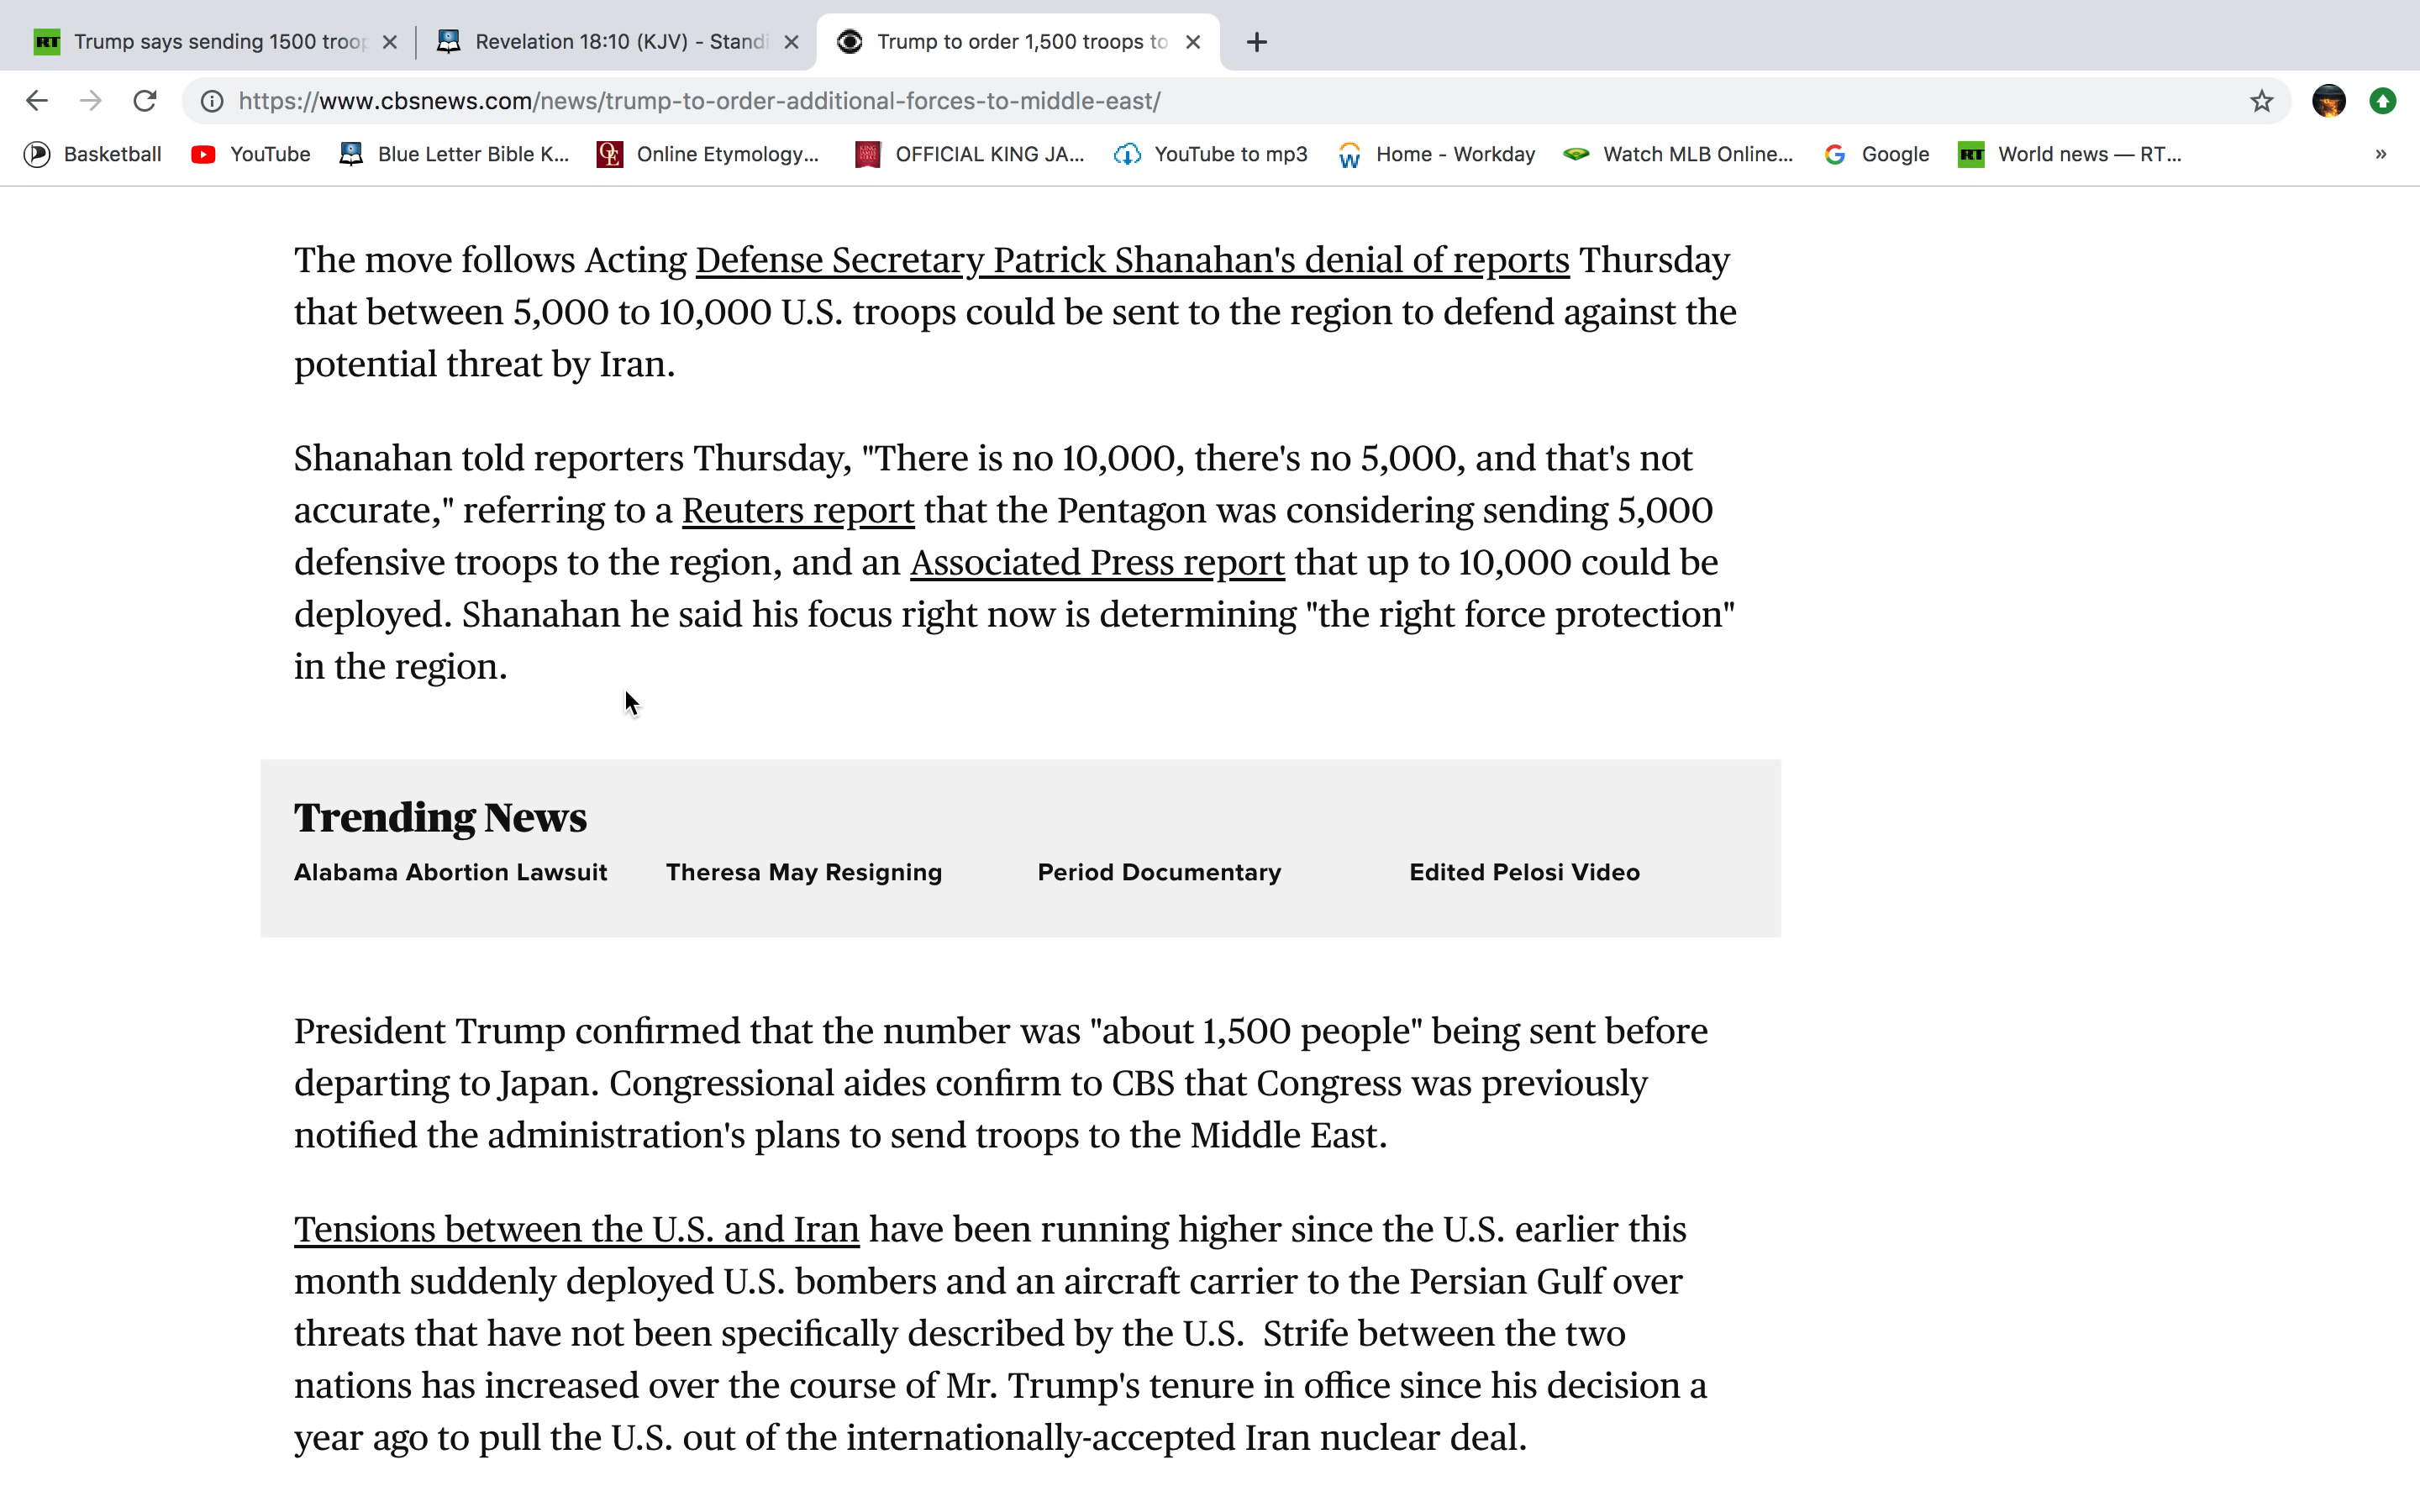 RT Trump says sending 1500 troop
Revelation 18:10 (KJV) - Standi
Trump to order 1,500 troops to
https://www.cbsnews.com/news/trump-to-order-additional-forces-to-middle-east/
Basketball YouTube Blue Letter Bible K... OE Online Etymology... OFFICIAL KING JA... YouTube to mp3 Home - Workday Watch MLB Online... Google RT World news — RT... »
The move follows Acting Defense Secretary Patrick Shanahan's denial of reports Thursday
that between 5,000 to 10,000 U.S. troops could be sent to the region to defend against the
potential threat by Iran.
Shanahan told reporters Thursday, "There is no 10,000, there's no 5,000, and that's not
accurate," referring to a Reuters report that the Pentagon was considering sending 5,000
defensive troops to the region, and an Associated Press report that up to 10,000 could be
deployed. Shanahan he said his focus right now is determining "the right force protection"
in the region.
Trending News
Alabama Abortion Lawsuit Theresa May Resigning Period Documentary Edited Pelosi Video
President Trump confirmed that the number was "about 1,500 people" being sent before
departing to Japan. Congressional aides confirm to CBS that Congress was previously
notified the administration's plans to send troops to the Middle East.
Tensions between the U.S. and Iran have been running higher since the U.S. earlier this
month suddenly deployed U.S. bombers and an aircraft carrier to the Persian Gulf over
threats that have not been specifically described by the U.S.  Strife between the two
nations has increased over the course of Mr. Trump's tenure in office since his decision a
year ago to pull the U.S. out of the internationally-accepted Iran nuclear deal.